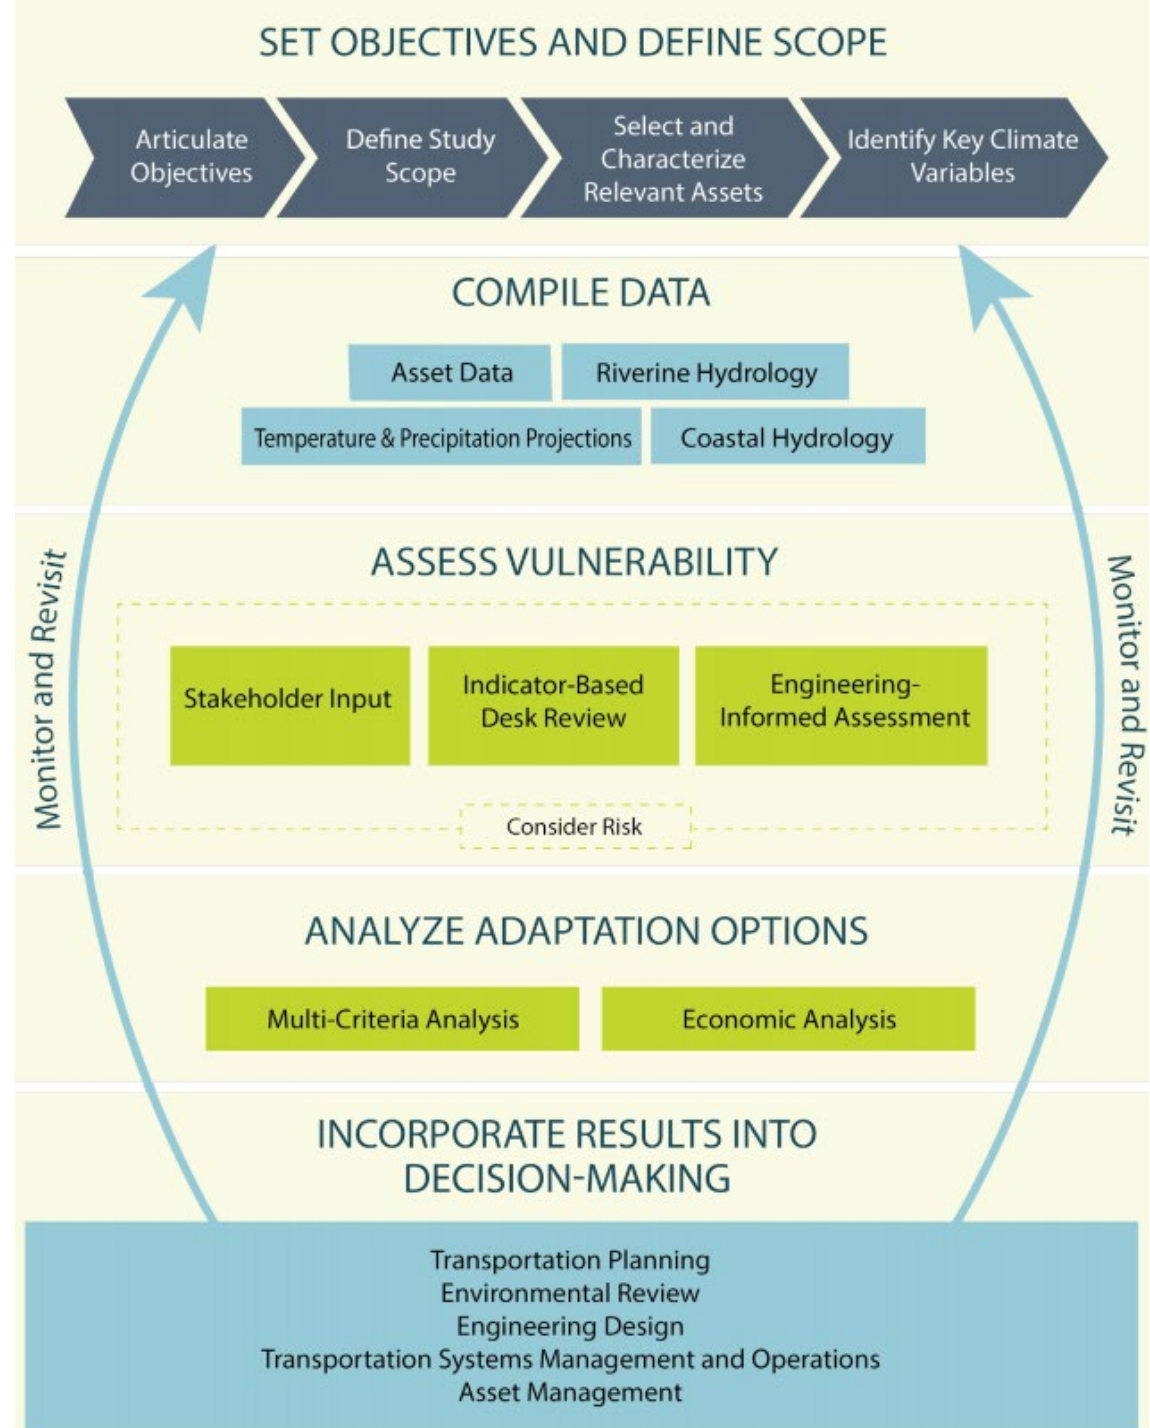 SET OBJECTIVES AND DEFINE SCOPE
Articulate
Objectives
Define Study
Scope
Select and
Characterize
Relevant Assets
Identify Key Climate
Variables
COMPILE DATA
Asset Data
Riverine Hydrology
Temperature & Precipitation Projections
Coastal Hydrology
Monitor and Revisit
ASSESS VULNERABILITY
Stakeholder Input
Indicator-Based
Desk Review
Engineering-
Informed Assessment
Consider Risk
Monitor and Revisit
ANALYZE ADAPTATION OPTIONS
Multi-Criteria Analysis
Economic Analysis
INCORPORATE RESULTS INTO
DECISION-MAKING
Transportation Planning
Environmental Review
Engineering Design
Transportation Systems Management and Operations
Asset Management